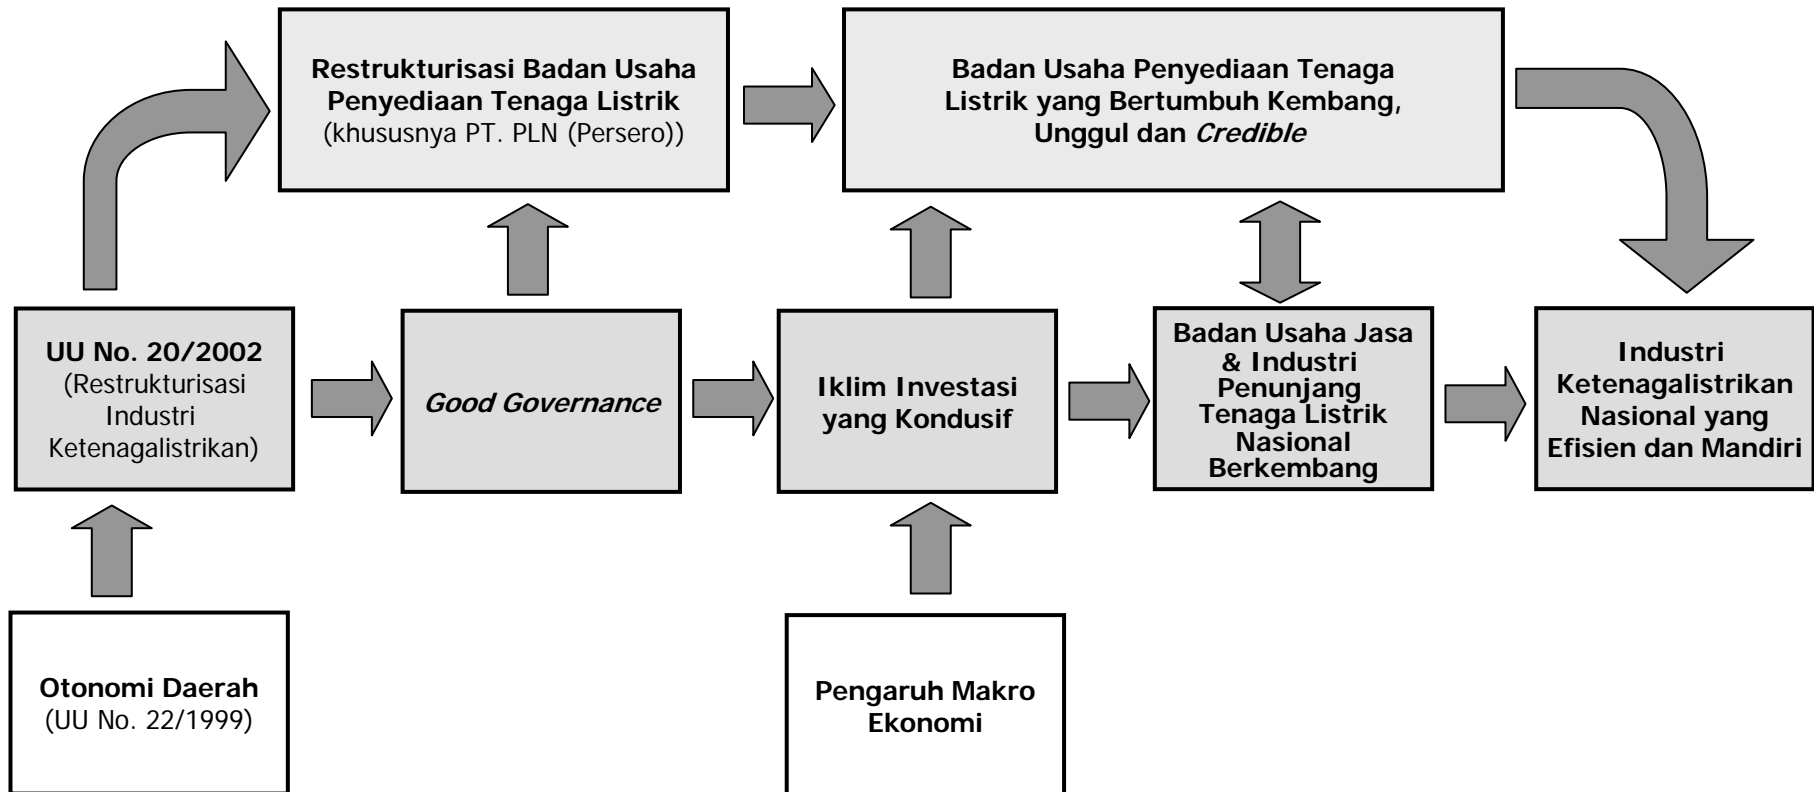 Restrukturisasi Badan Usaha
Penyediaan Tenaga Listrik
(khususnya PT. PLN (Persero))
Badan Usaha Penyediaan Tenaga
Listrik yang Bertumbuh Kembang,
Unggul dan Credible
UU No. 20/2002
(Restrukturisasi
Industri
Ketenagalistrikan)
Good Governance
Iklim Investasi
yang Kondusif
Badan Usaha Jasa
& Industri
Penunjang
Tenaga Listrik
Nasional
Berkembang
Industri
Ketenagalistrikan
Nasional yang
Efisien dan Mandiri
Otonomi Daerah
(UU No. 22/1999)
Pengaruh Makro
Ekonomi